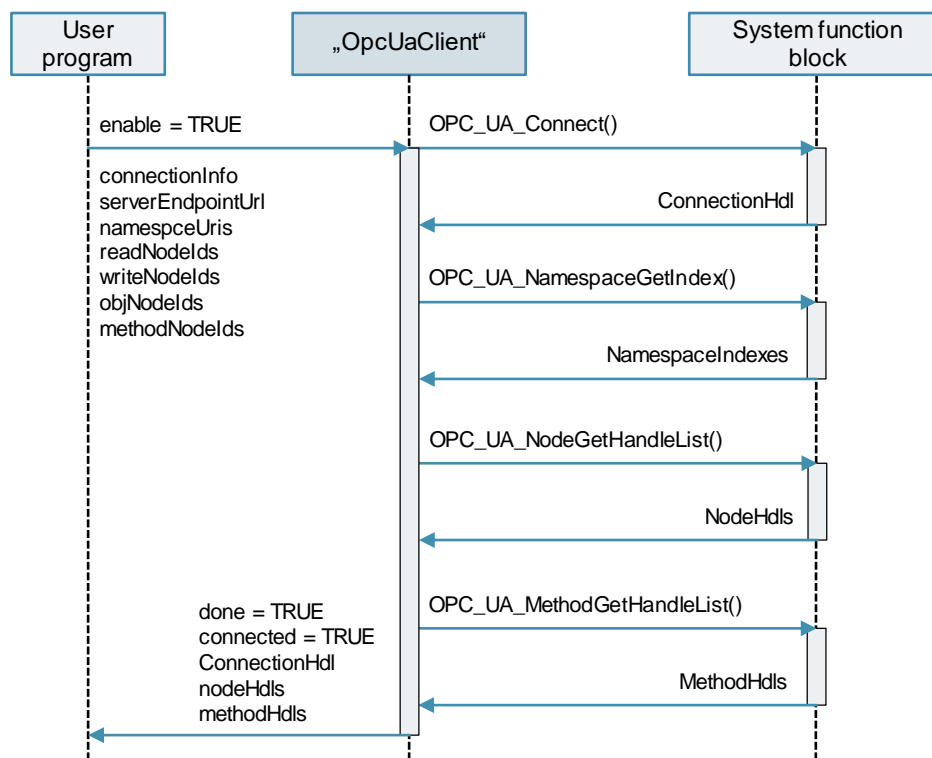 User
program
„OpcUaClient“
System function
block
enable = TRUE
OPC_UA_Connect()
connectionInfo
serverEndpointUrl
namespceUris
readNodeIds
writeNodeIds
objNodeIds
methodNodeIds
ConnectionHdl
OPC_UA_NamespaceGetIndex()
NamespaceIndexes
OPC_UA_NodeGetHandleList()
NodeHdls
OPC_UA_MethodGetHandleList()
done = TRUE
connected = TRUE
ConnectionHdl
nodeHdls
methodHdls
MethodHdls